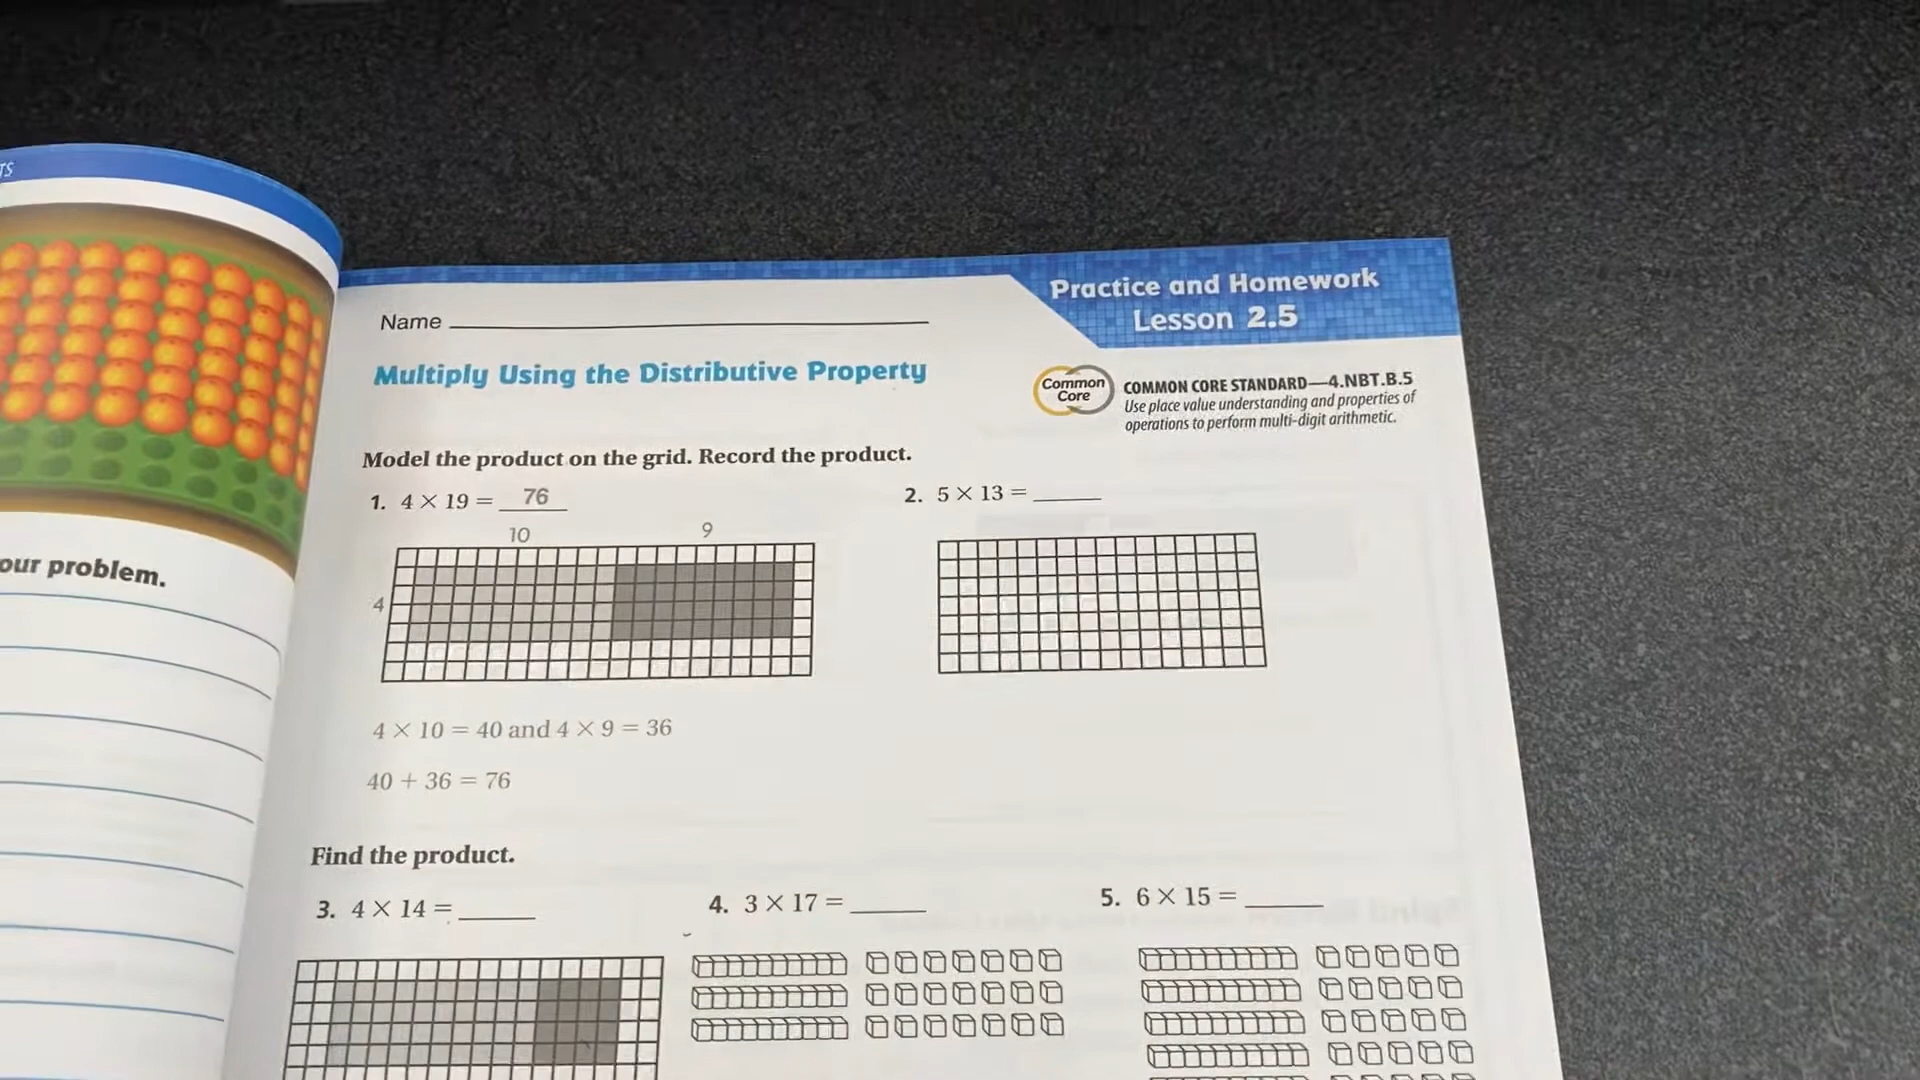 TS
our problem.
Practice and Homework
Lesson 2.5
Name
Multiply Using the Distributive Property
Common
Core
COMMON CORE STANDARD—4.NBT.B.5
Use place value understanding and properties of
operations to perform multi-digit arithmetic.
Model the product on the grid. Record the product.
1. 4 × 19 = 76
10 9
4
4 × 10 = 40 and 4 × 9 = 36
40 + 36 = 76
2. 5 × 13 = ____
Find the product.
3. 4 × 14 = ____
4. 3 × 17 = ____
5. 6 × 15 = ____